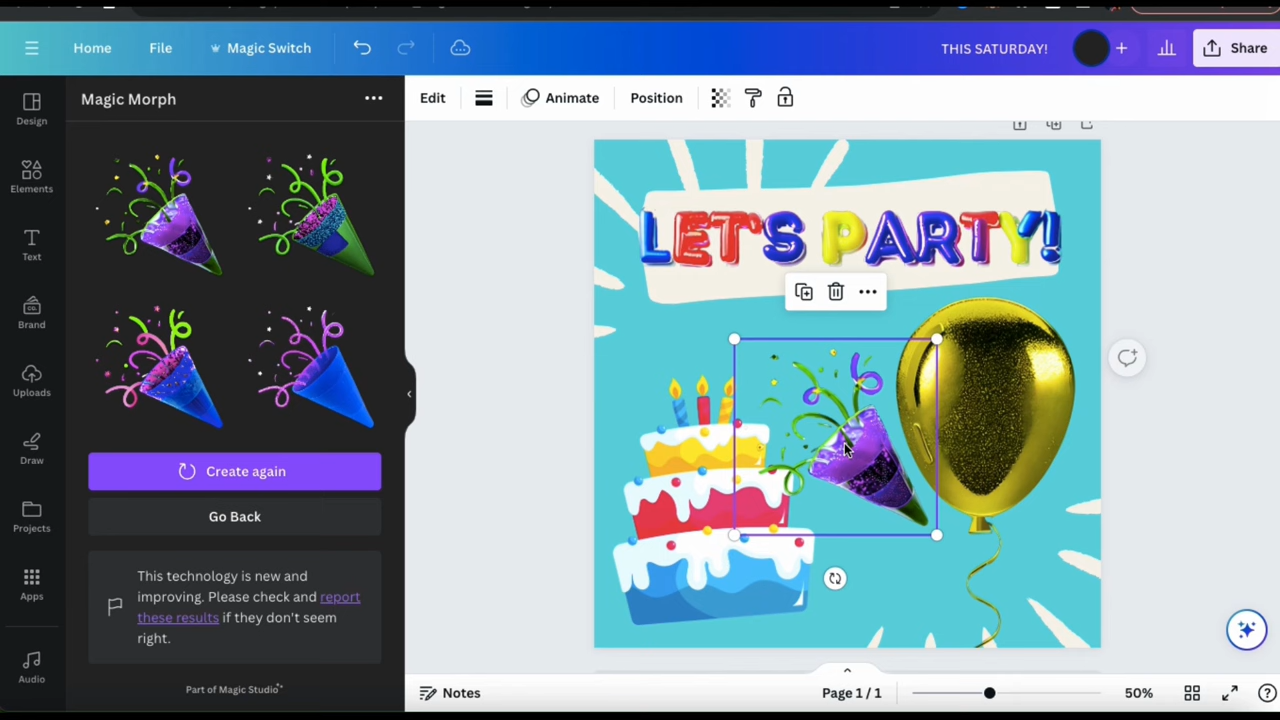 Home
File
Magic Switch
THIS SATURDAY!
Share
Design
Elements
Text
Brand
Uploads
Draw
Projects
Apps
Audio
Magic Morph
Create again
Go Back
This technology is new and
improving. Please check and report
these results if they don't seem
right.
Part of Magic Studio
Edit
Animate
Position
LET'S PARTY!
Notes
Page 1 / 1
50%